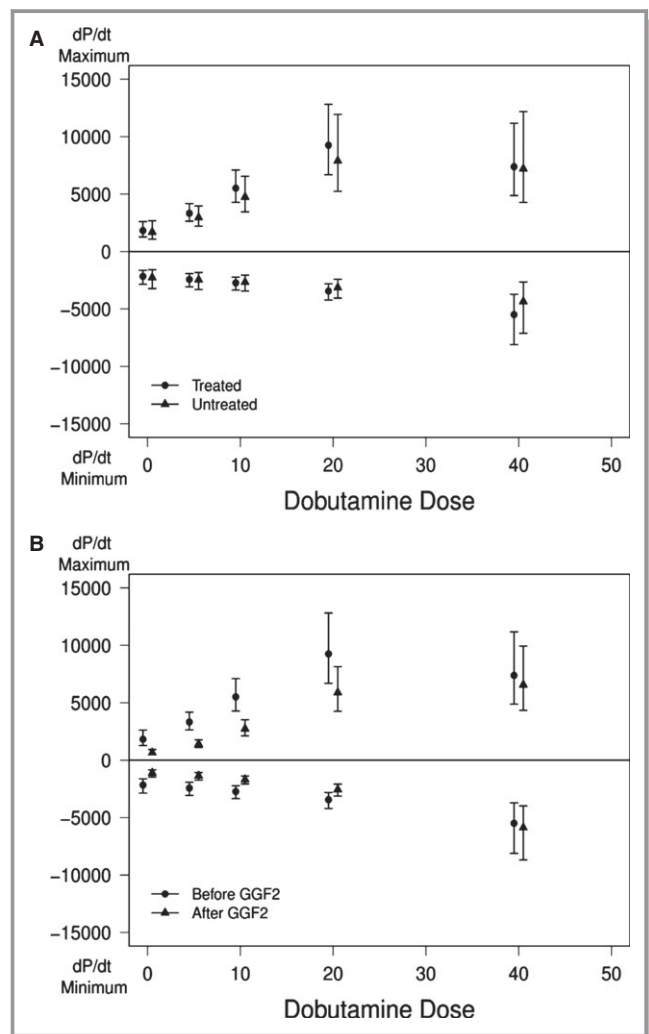 A
dP/dt
Maximum
15000
10000
5000
0
−5000
−10000
−15000
Treated
Untreated
dP/dt
Minimum
0 10 20 30 40 50
Dobutamine Dose
B
dP/dt
Maximum
15000
10000
5000
0
−5000
−10000
−15000
Before GGF2
After GGF2
dP/dt
Minimum
0 10 20 30 40 50
Dobutamine Dose